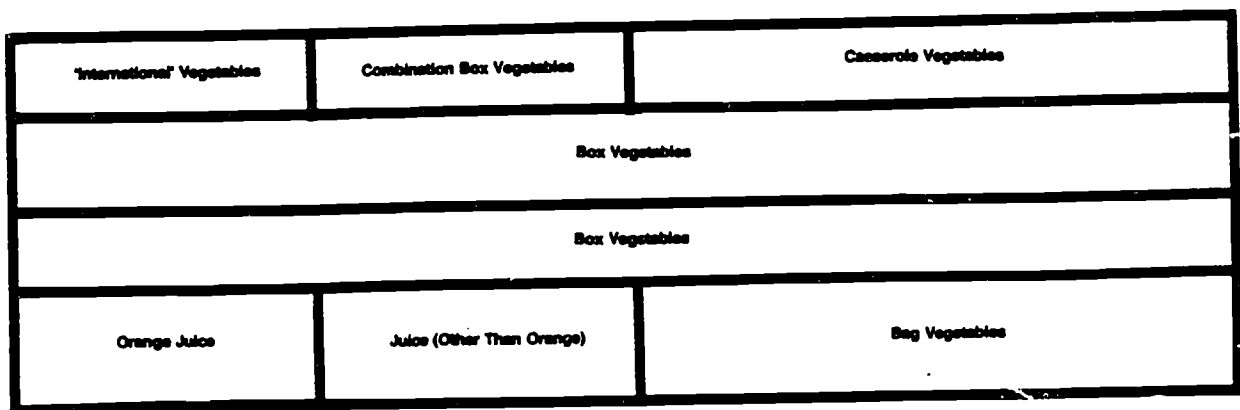 "International" Vegetables
Combination Box Vegetables
Casserole Vegetables
Box Vegetables
Box Vegetables
Orange Juice
Juice (Other Than Orange)
Bag Vegetables